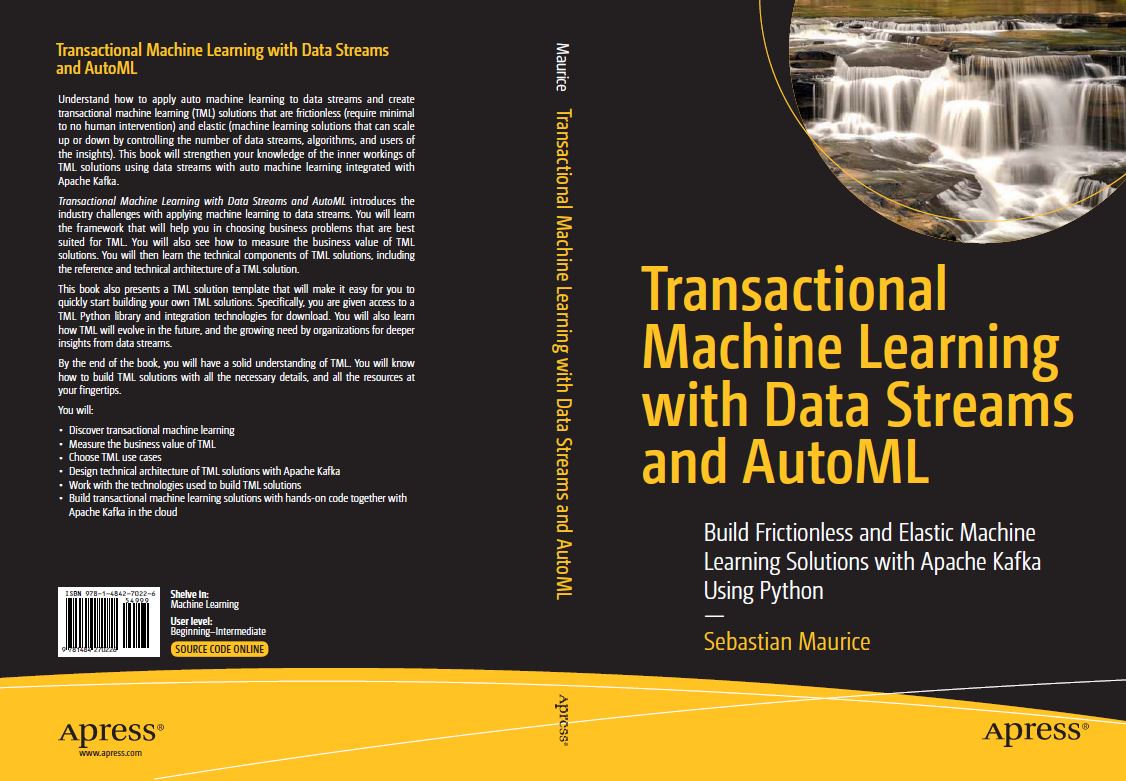 Transactional Machine Learning with Data Streams
and AutoML
Understand how to apply auto machine learning to data streams and create
transactional machine learning (TML) solutions that are frictionless (require minimal
to no human intervention) and elastic (machine learning solutions that can scale
up or down by controlling the number of data streams, algorithms, and users of
the insights). This book will strengthen your knowledge of the inner workings of
TML solutions using data streams with auto machine learning integrated with
Apache Kafka.
Transactional Machine Learning with Data Streams and AutoML introduces the
industry challenges with applying machine learning to data streams. You will learn
the framework that will help you in choosing business problems that are best
suited for TML. You will also see how to measure the business value of TML
solutions. You will then learn the technical components of TML solutions, including
the reference and technical architecture of a TML solution.
This book also presents a TML solution template that will make it easy for you to
quickly start building your own TML solutions. Specifically, you are given access to a
TML Python library and integration technologies for download. You will also learn
how TML will evolve in the future, and the growing need by organizations for deeper
insights from data streams.
By the end of the book, you will have a solid understanding of TML. You will know
how to build TML solutions with all the necessary details, and all the resources at
your fingertips.
You will:
• Discover transactional machine learning
• Measure the business value of TML
• Choose TML use cases
• Design technical architecture of TML solutions with Apache Kafka
• Work with the technologies used to build TML solutions
• Build transactional machine learning solutions with hands-on code together with
Apache Kafka in the cloud
ISBN 978-1-4842-7022-6
54999
9 781484 270226
Shelve in:
Machine Learning
User level:
Beginning–Intermediate
SOURCE CODE ONLINE
Apress®
www.apress.com
Maurice
Transactional Machine Learning with Data Streams and AutoML
Apress®
Transactional
Machine Learning
with Data Streams
and AutoML
Build Frictionless and Elastic Machine
Learning Solutions with Apache Kafka
Using Python
—
Sebastian Maurice
Apress®